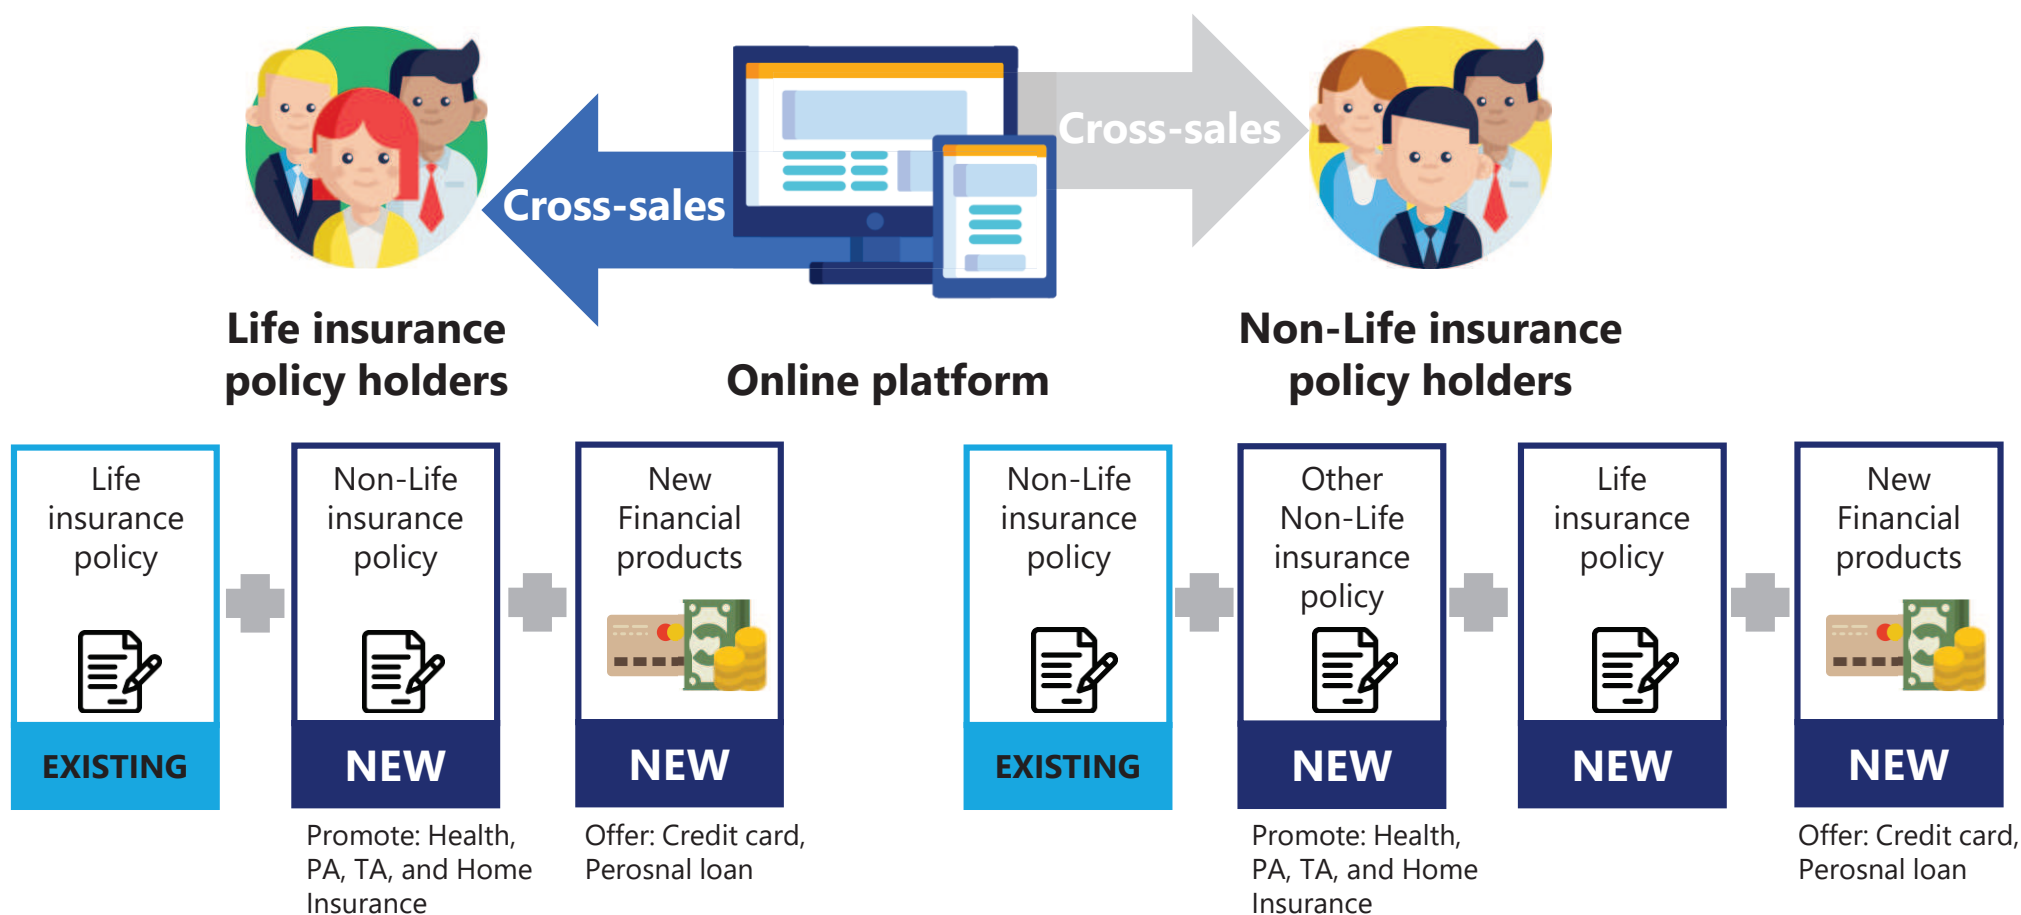 Cross-sales
Cross-sales
Life insurance
policy holders
Online platform
Non-Life insurance
policy holders
Life
insurance
policy
EXISTING
Non-Life
insurance
policy
NEW
Promote: Health,
PA, TA, and Home
Insurance
New
Financial
products
NEW
Offer: Credit card,
Perosnal loan
Non-Life
insurance
policy
EXISTING
Other
Non-Life
insurance
policy
NEW
Promote: Health,
PA, TA, and Home
Insurance
Life
insurance
policy
NEW
New
Financial
products
NEW
Offer: Credit card,
Perosnal loan